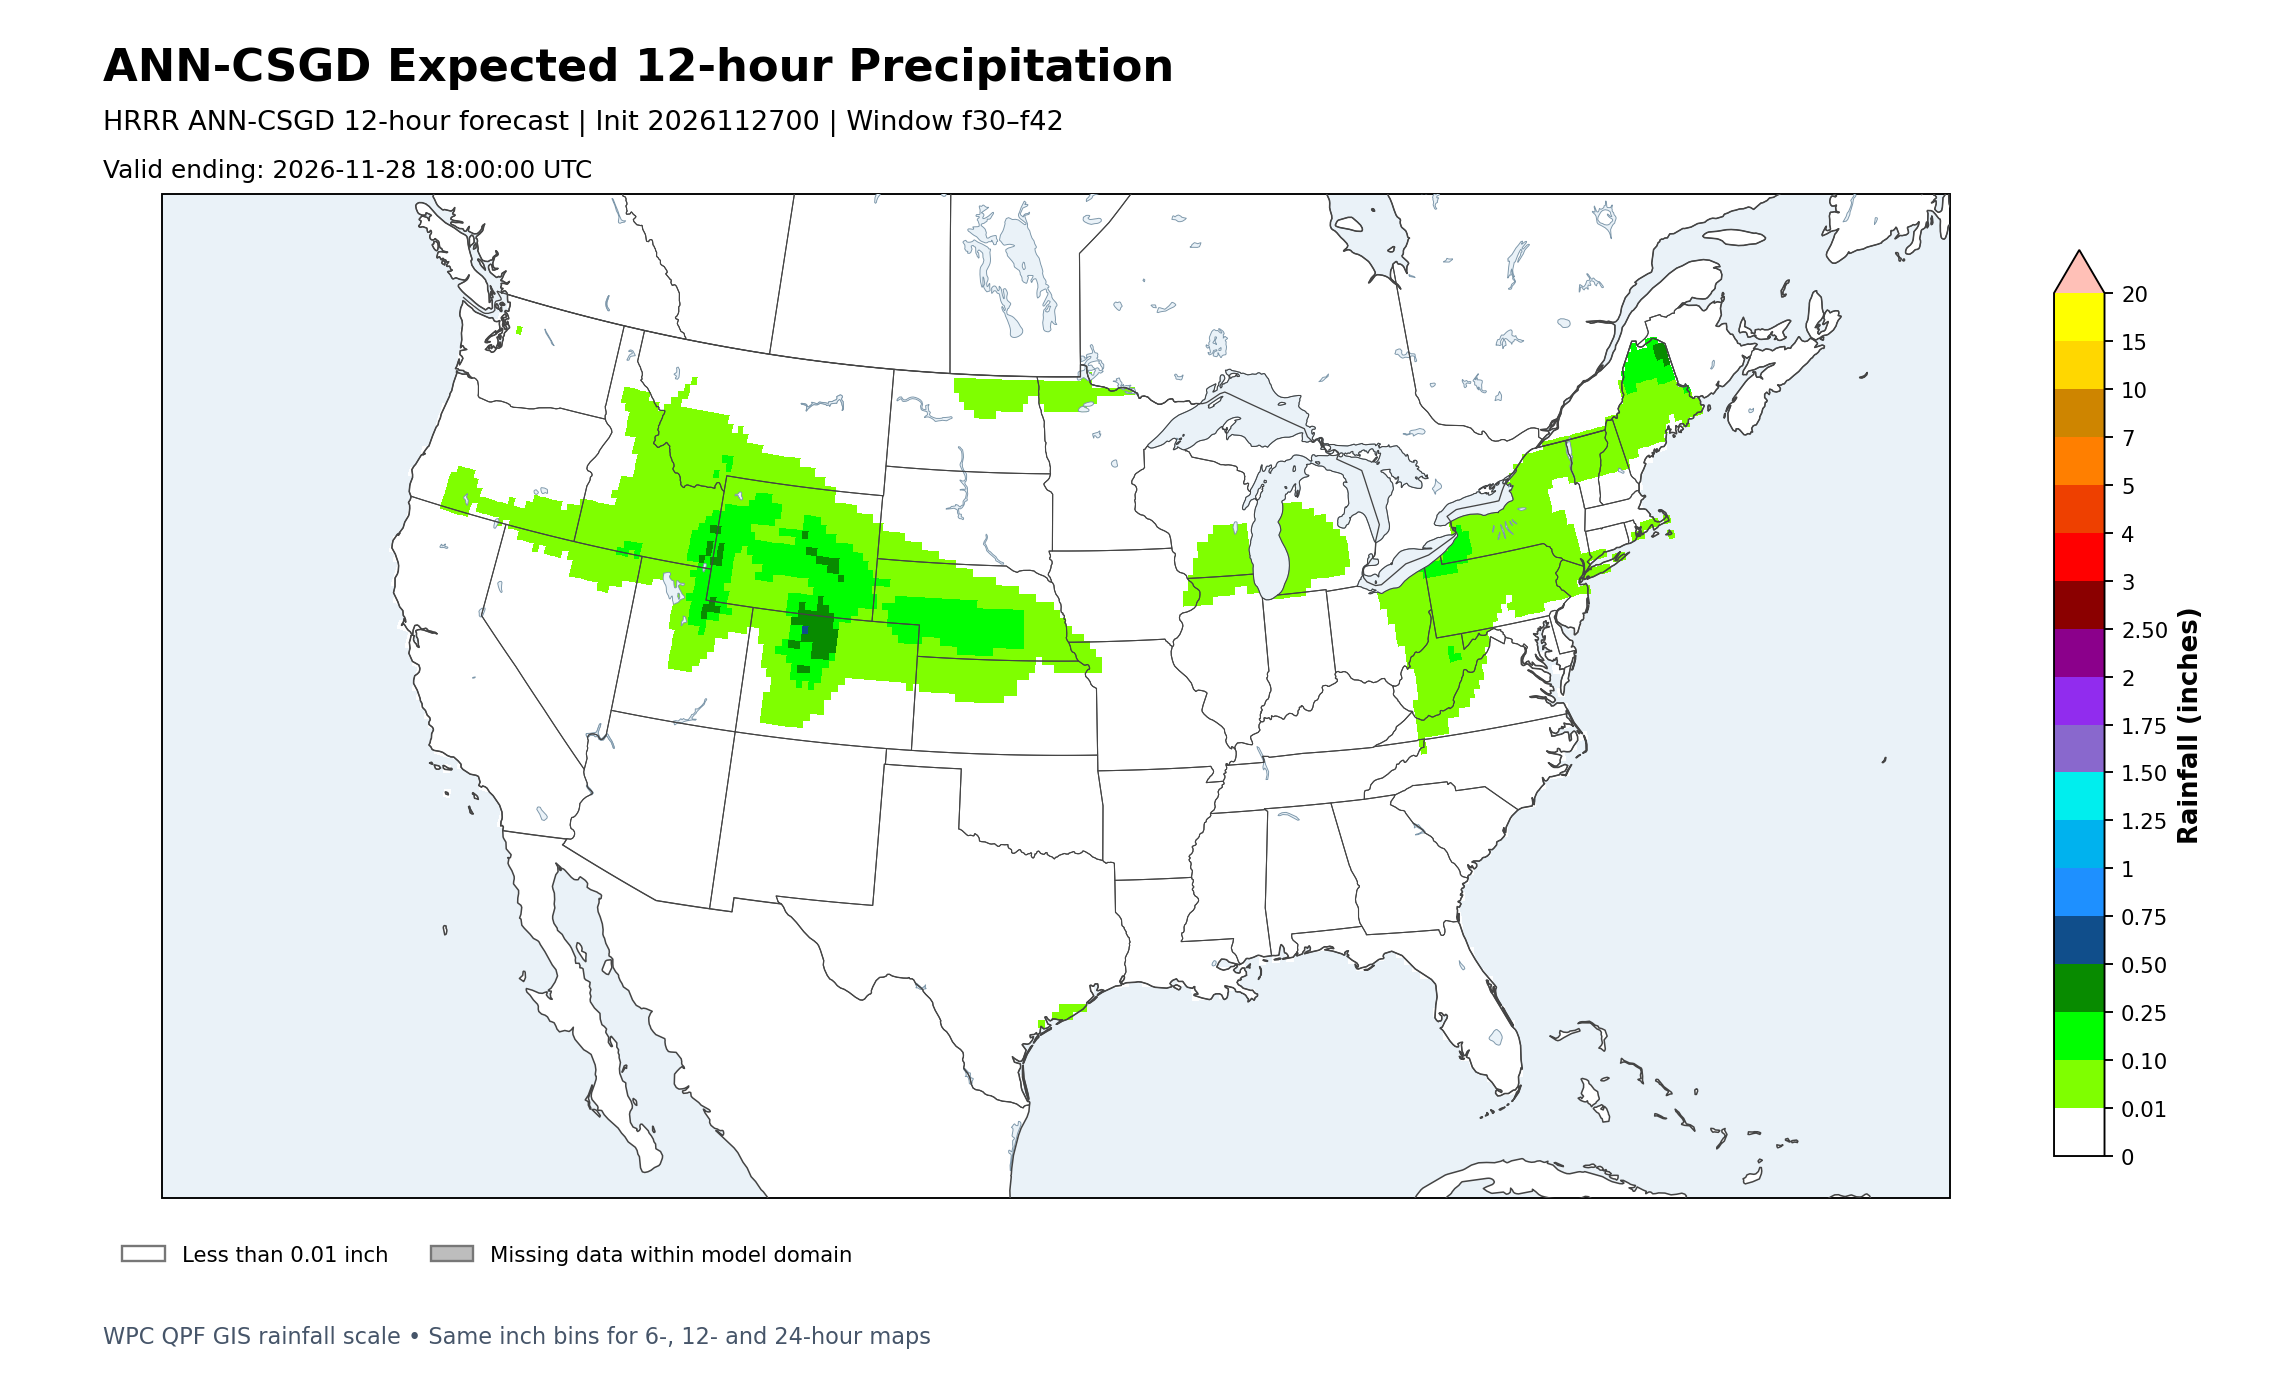 ANN-CSGD Expected 12-hour Precipitation
HRRR ANN-CSGD 12-hour forecast | Init 2026112700 | Window f30–f42
Valid ending: 2026-11-28 18:00:00 UTC
20
15
10
7
5
4
3
2.50
2
1.75
1.50
1.25
1
0.75
0.50
0.25
0.10
0.01
0
Rainfall (inches)
Less than 0.01 inch
Missing data within model domain
WPC QPF GIS rainfall scale • Same inch bins for 6-, 12- and 24-hour maps